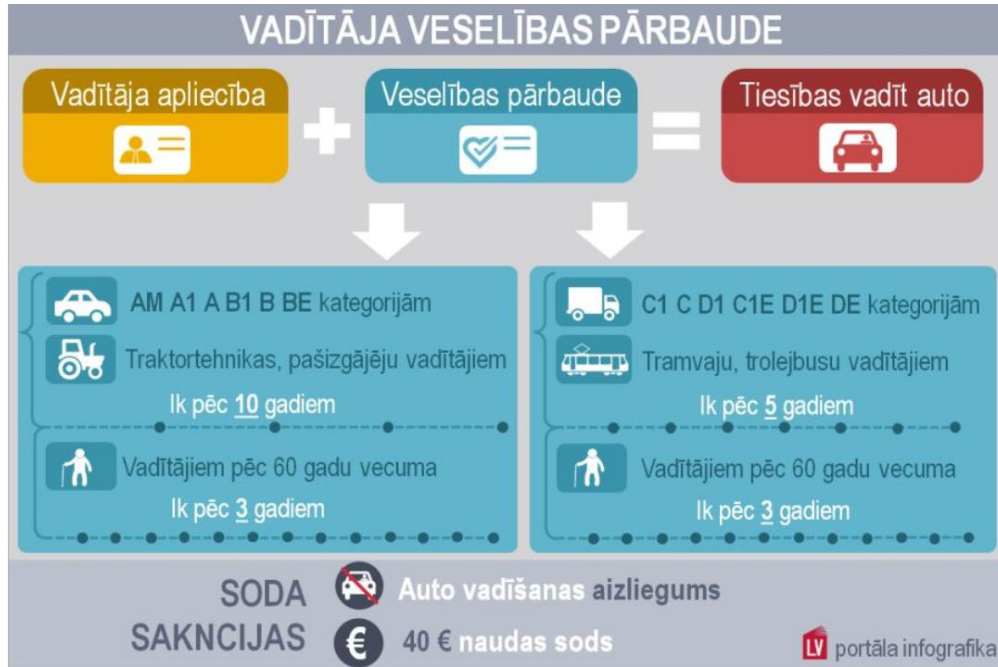 VADĪTĀJA VESELĪBAS PĀRBAUDE
Vadītāja apliecība
Veselības pārbaude
Tiesības vadīt auto
AM A1 A B1 B BE kategorijām
Traktortehnikas, pašizgājēju vadītājiem
Ik pēc 10 gadiem
Vadītājiem pēc 60 gadu vecuma
Ik pēc 3 gadiem
C1 C D1 C1E D1E DE kategorijām
Tramvaju, trolejbusu vadītājiem
Ik pēc 5 gadiem
Vadītājiem pēc 60 gadu vecuma
Ik pēc 3 gadiem
SODA
SAKNCIJAS
Auto vadīšanas aizliegums
€ 40 € naudas sods
LV portāla infografika